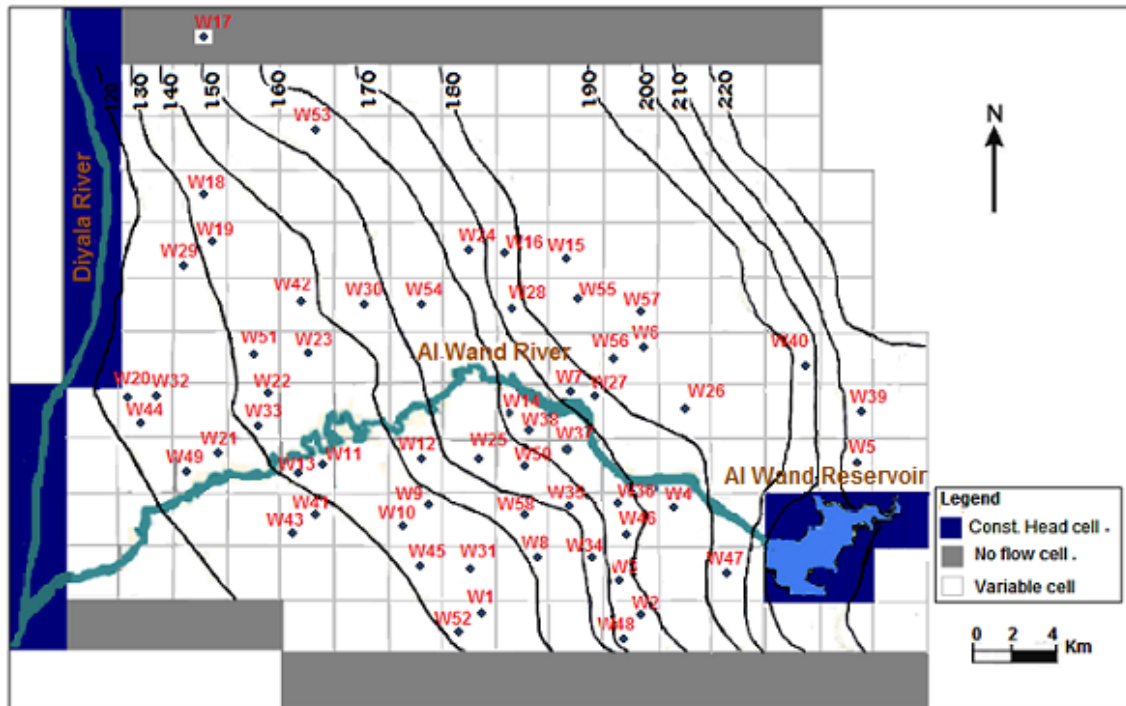 W17
120
130
140
150
160
170
180
190
200
210
220
N
W53
Diyala River
W18
W19
W29
W24
W16
W15
W42
W30
W54
W28
W55
W57
W51
W23
Al Wand River
W56
W6
W40
W20
W32
W22
W7
W27
W26
W39
W44
W33
W14
W38
W49
W21
W13
W11
W12
W25
W50
W37
W5
Al Wand Reservoir
W41
W43
W9
W10
W58
W35
W36
W4
W46
Legend
Const. Head cell .
No flow cell .
Variable cell
W45
W31
W8
W34
W5
W47
W1
W52
W2
W48
0 2 4 Km